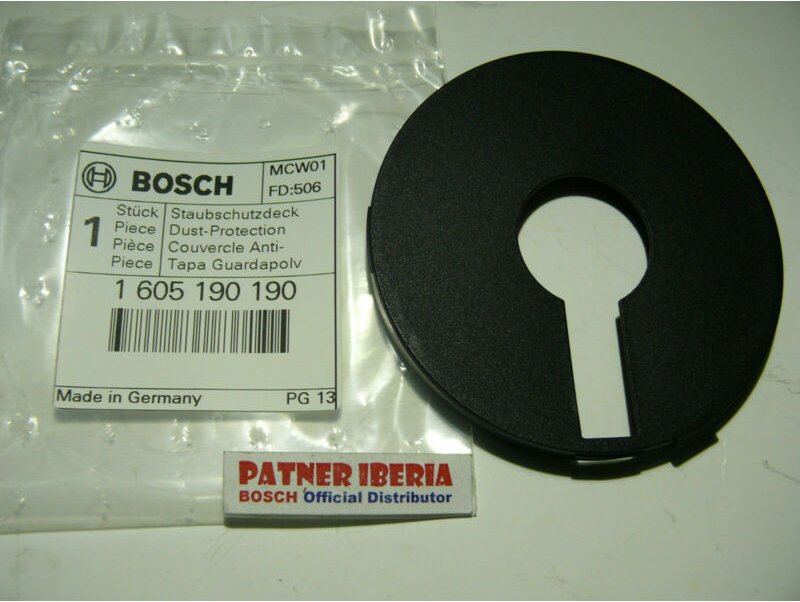 BOSCH
MCW01
FD:506
1
Stück
Piece
Pièce
Piece
Staubschutzdeck
Dust-Protection
Couvercle Anti-
Tapa Guardapolv
1 605 190 190
Made in Germany PG 13
PATNER IBERIA
BOSCH Official Distributor